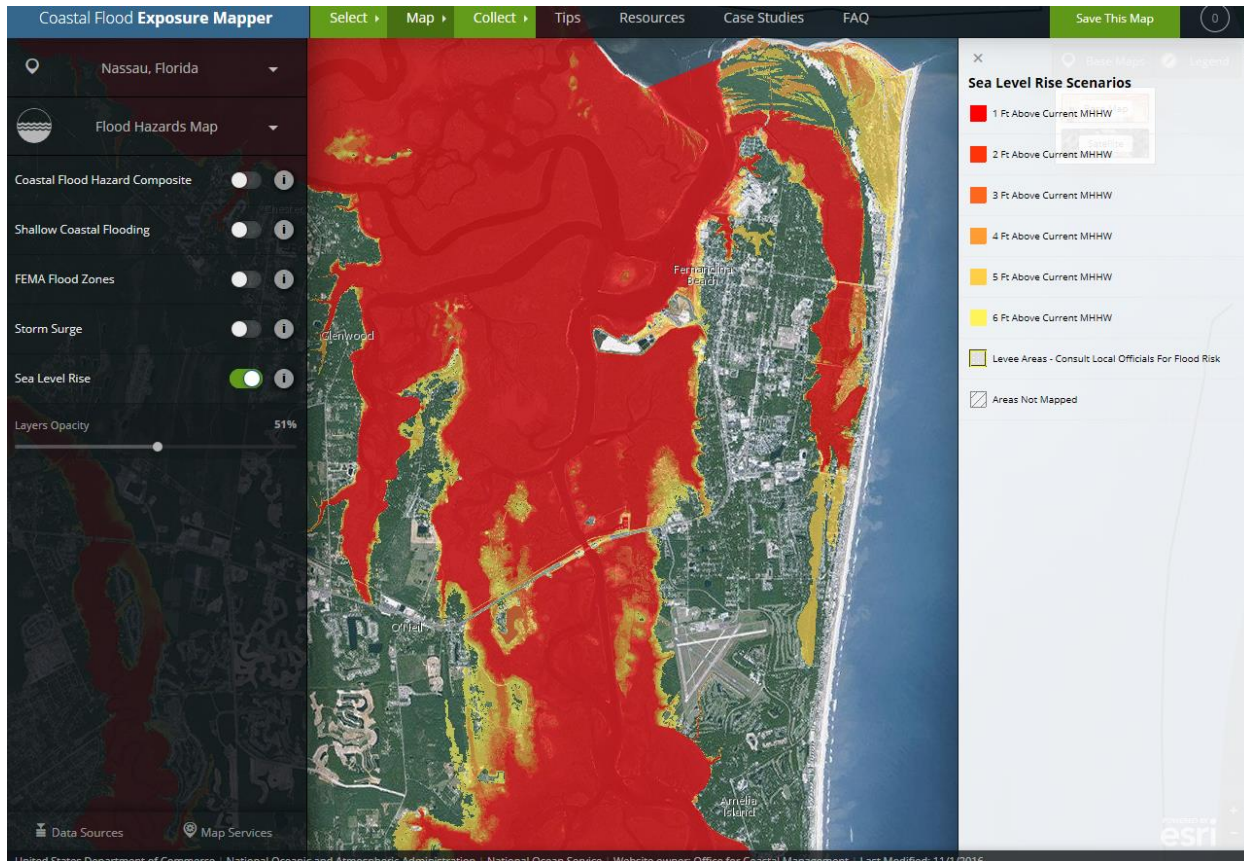 Coastal Flood Exposure Mapper
Select Map Collect Tips Resources Case Studies FAQ
Save This Map
0
Nassau, Florida
Flood Hazards Map
Coastal Flood Hazard Composite
Shallow Coastal Flooding
FEMA Flood Zones
Storm Surge
Sea Level Rise
Layers Opacity 51%
Data Sources
Map Services
Glenwood
Fernandina
Beach
O'Neil
Amelia
Island
Base Maps
Legend
Satellite
Sea Level Rise Scenarios
1 Ft Above Current MHHW
2 Ft Above Current MHHW
3 Ft Above Current MHHW
4 Ft Above Current MHHW
5 Ft Above Current MHHW
6 Ft Above Current MHHW
Levee Areas - Consult Local Officials For Flood Risk
Areas Not Mapped
POWERED BY
esri
United States Department of Commerce | National Oceanic and Atmospheric Administration | National Ocean Service | Website owner: Office for Coastal Management | Last Modified: 11/1/2016